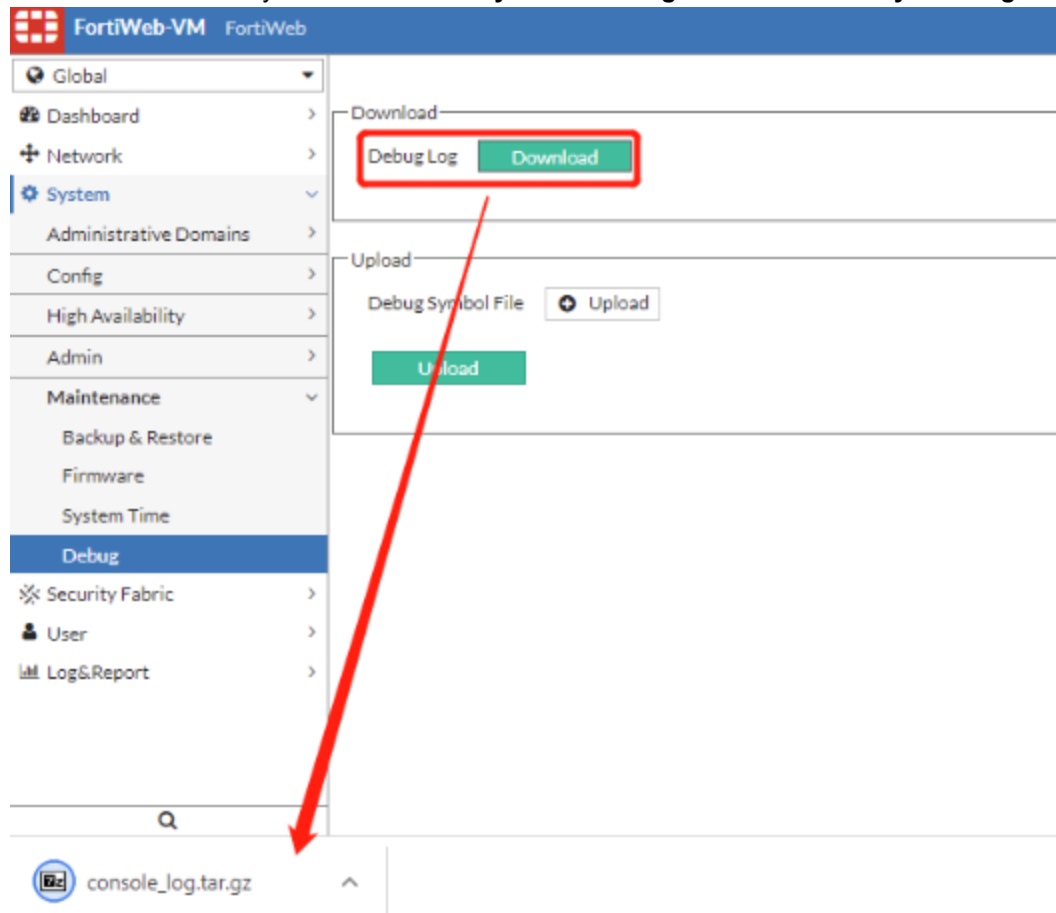 FortiWeb-VM FortiWeb
Global
Dashboard
Network
System
Administrative Domains
Config
High Availability
Admin
Maintenance
Backup & Restore
Firmware
System Time
Debug
Security Fabric
User
Log&Report
Download
Debug Log Download
Upload
Debug Symbol File Upload
Upload
console_log.tar.gz